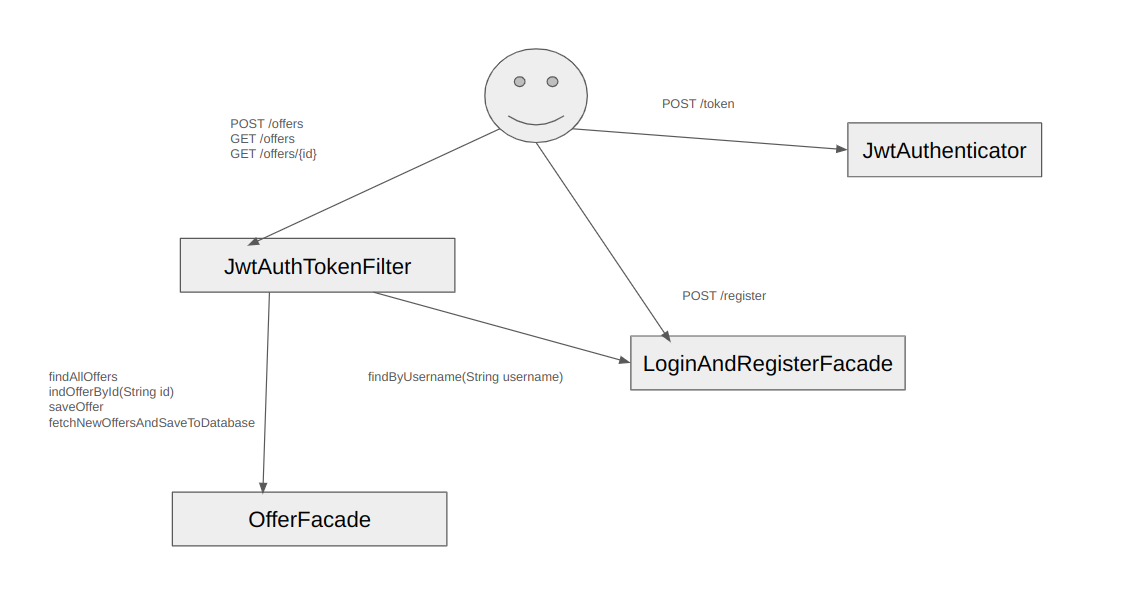 POST /token
POST /offers
GET /offers
GET /offers/{id}
JwtAuthenticator
JwtAuthTokenFilter
POST /register
LoginAndRegisterFacade
findByUsername(String username)
findAllOffers
indOfferById(String id)
saveOffer
fetchNewOffersAndSaveToDatabase
OfferFacade